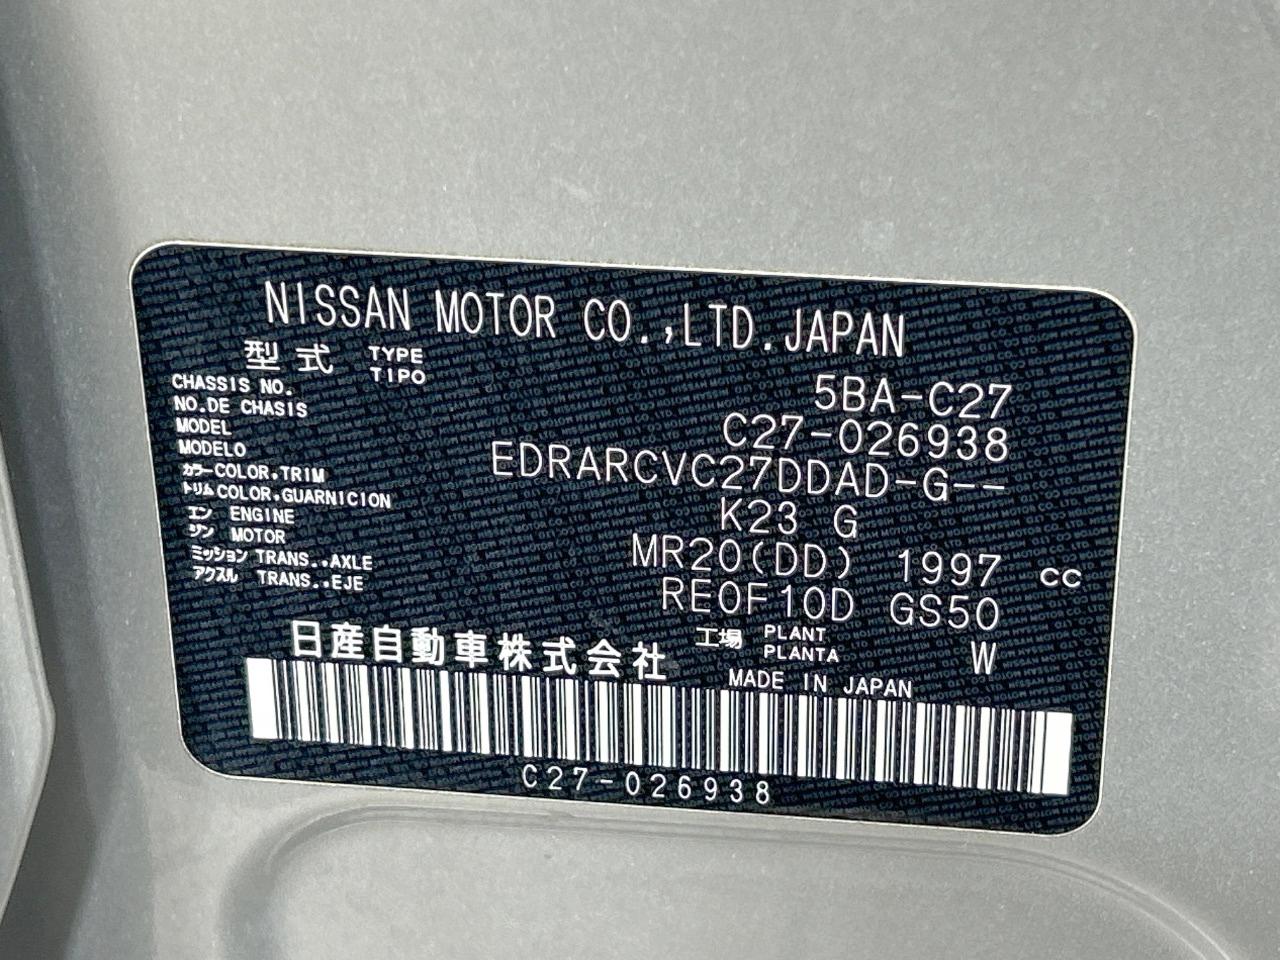 NISSAN MOTOR CO.,LTD.JAPAN
型式 TYPE 5BA-C27
TIPO
CHASSIS NO. C27-026938
NO.DE CHASIS
MODEL EDRARCVC27DDAD-G--
MODELO
カラー COLOR,TRIM K23 G
トリム COLOR.GUARNICION
エン ENGINE MR20(DD) 1997 cc
ジン MOTOR
ミッション TRANS..AXLE RE0F10D GS50
アクスル TRANS..EJE
日産自動車株式会社 工場 PLANT W
PLANTA
MADE IN JAPAN
C27-026938